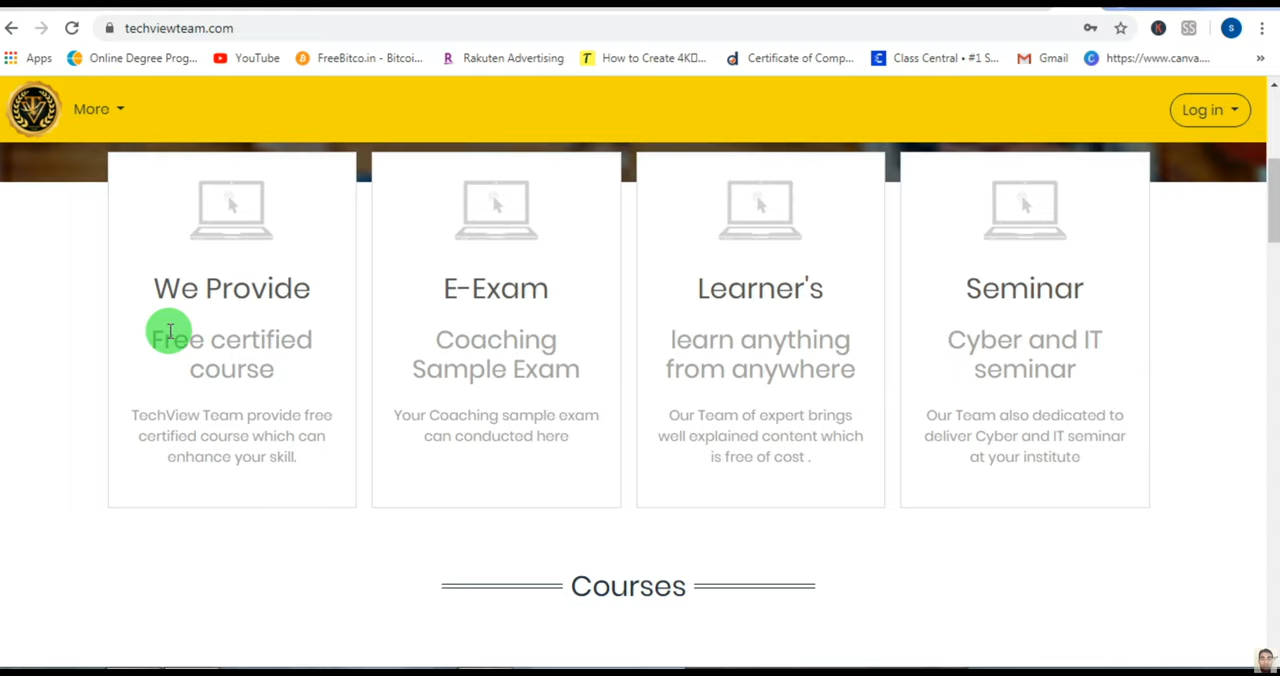 techviewteam.com
Apps
Online Degree Prog...
YouTube
FreeBitco.in - Bitcoi...
Rakuten Advertising
How to Create 4K...
Certificate of Comp...
Class Central • #1 S...
Gmail
https://www.canva....
»
More
Log in
We Provide
Free certified
course
TechView Team provide free
certified course which can
enhance your skill.
E-Exam
Coaching
Sample Exam
Your Coaching sample exam
can conducted here
Learner's
learn anything
from anywhere
Our Team of expert brings
well explained content which
is free of cost .
Seminar
Cyber and IT
seminar
Our Team also dedicated to
deliver Cyber and IT seminar
at your institute
Courses